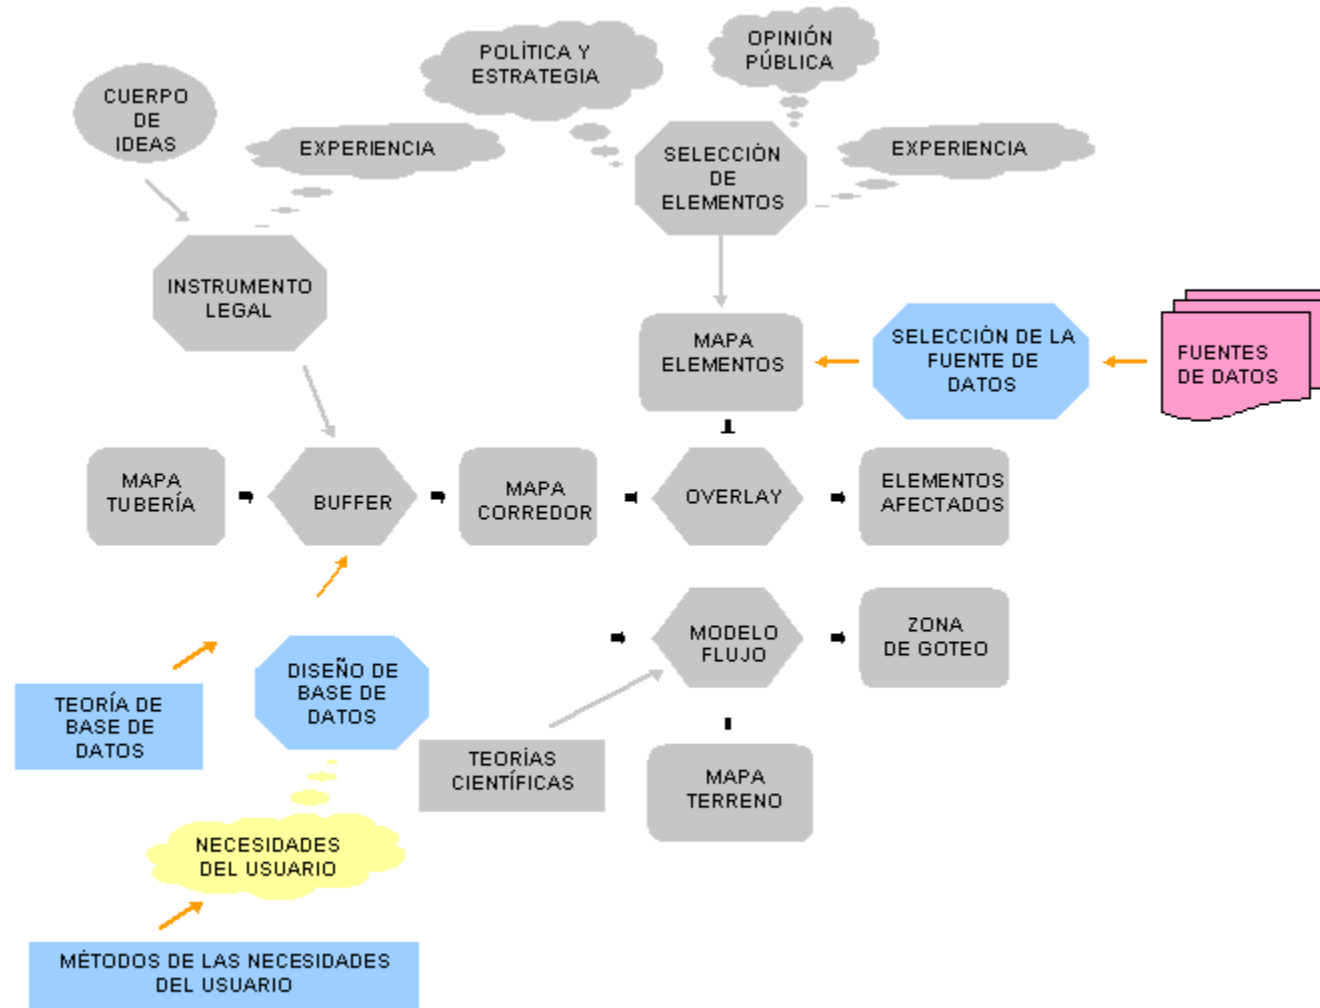 CUERPO
DE
IDEAS
EXPERIENCIA
POLÍTICA Y
ESTRATEGIA
OPINIÓN
PÚBLICA
SELECCIÓN
DE
ELEMENTOS
EXPERIENCIA
INSTRUMENTO
LEGAL
MAPA
ELEMENTOS
SELECCIÓN DE LA
FUENTE DE
DATOS
FUENTES
DE DATOS
MAPA
TUBERÍA
BUFFER
MAPA
CORREDOR
OVERLAY
ELEMENTOS
AFECTADOS
MODELO
FLUJO
ZONA
DE GOTEO
TEORÍA DE
BASE DE
DATOS
DISEÑO DE
BASE DE
DATOS
TEORÍAS
CIENTÍFICAS
MAPA
TERRENO
NECESIDADES
DEL USUARIO
MÉTODOS DE LAS NECESIDADES
DEL USUARIO